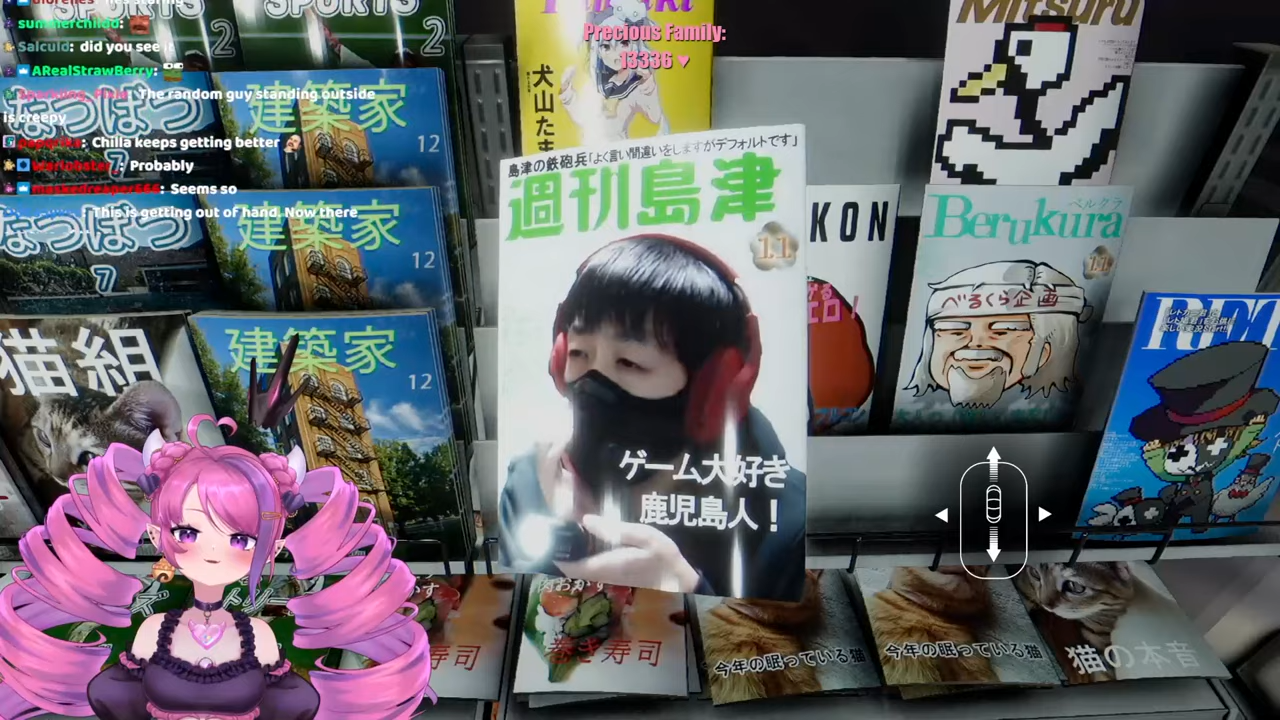 SPORTS
2
SPORTS
2
Salculd: did you see it
ARealStrawBerry:
The random guy standing outside
is creepy
Chilla keeps getting better
Probably
Seems so
This is getting out of hand. Now there
Precious Family:
13336 ♥
犬山たま
Mitsuru
なつばつ
7
建築家
12
なつばつ
7
建築家
12
猫組
建築家
12
島津の鉄砲兵「よく言い間違いをしますがデフォルトです」
週刊島津
11
ゲーム大好き
鹿児島人！
KON
Berukura
ベルクラ
11
べるくら企画
肉おかず
巻き寿司
寿司
今年の眠っている猫
今年の眠っている猫
猫の本音